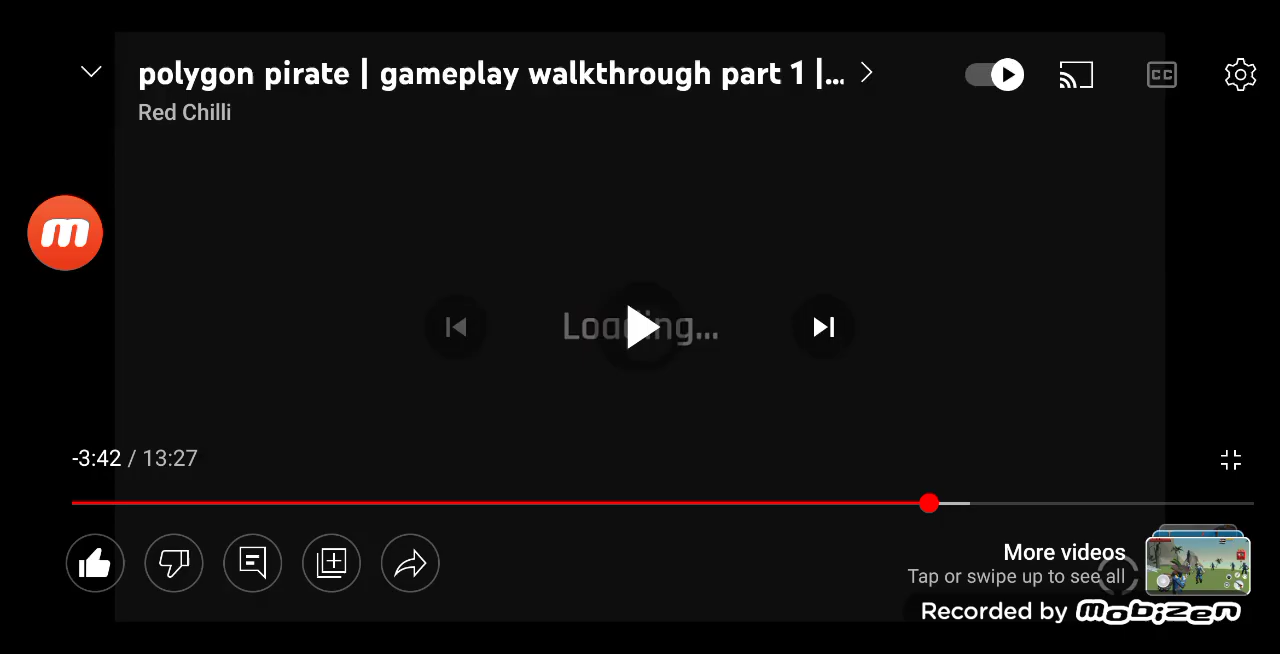 polygon pirate | gameplay walkthrough part 1 |...
Red Chilli
CC
m
Loading...
-3:42 / 13:27
More videos
Tap or swipe up to see all
Recorded by mobizen